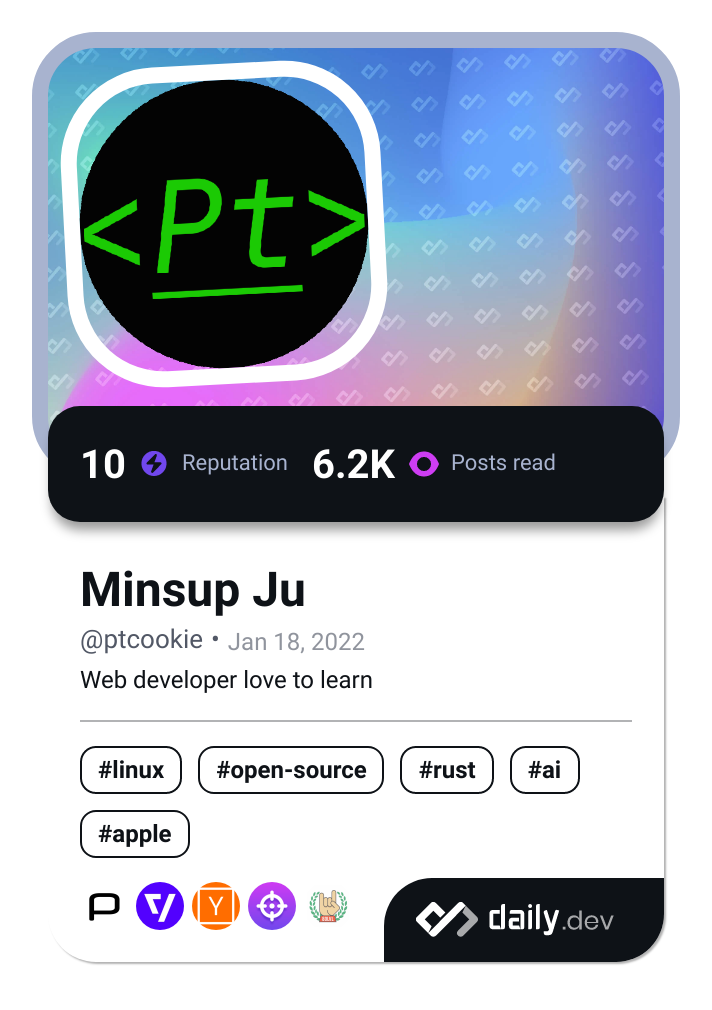 <Pt>
10 Reputation 6.2K Posts read
Minsup Ju
@ptcookie • Jan 18, 2022
Web developer love to learn
#linux #open-source #rust #ai
#apple
Y
daily.dev